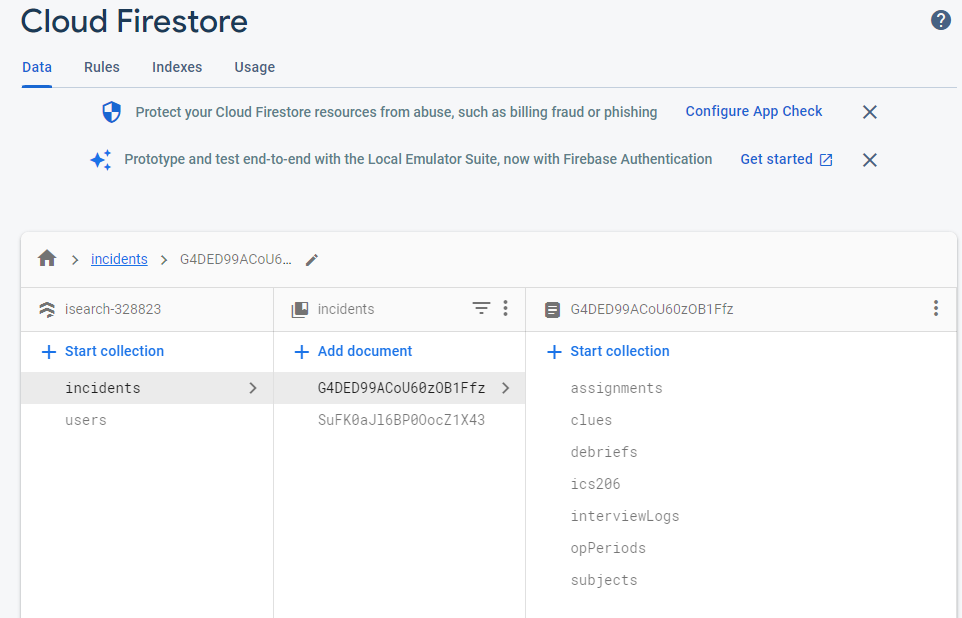 Cloud Firestore
Data Rules Indexes Usage
Protect your Cloud Firestore resources from abuse, such as billing fraud or phishing Configure App Check
Prototype and test end-to-end with the Local Emulator Suite, now with Firebase Authentication Get started
incidents G4DED99ACoU6...
isearch-328823 incidents G4DED99ACoU60zOB1Ffz
Start collection Add document Start collection
incidents G4DED99ACoU60zOB1Ffz assignments
users SuFK0aJl6BP0OocZ1X43 clues
debriefs
ics206
interviewLogs
opPeriods
subjects